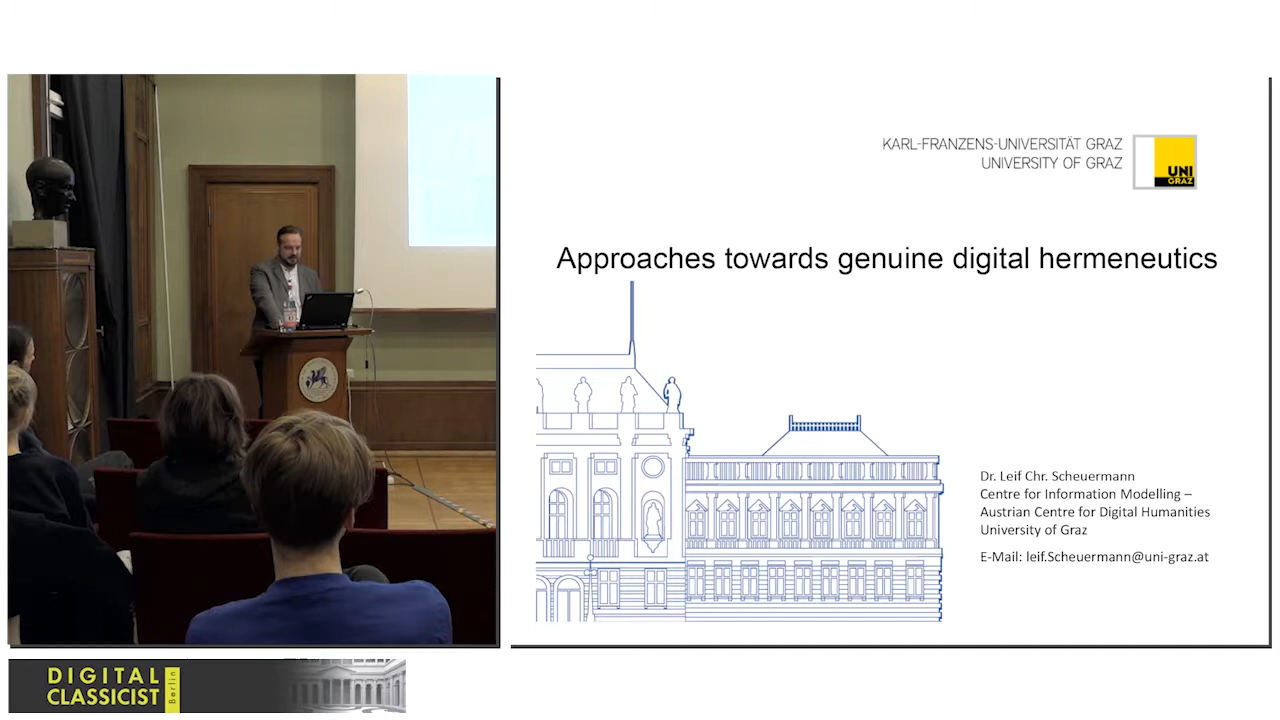 KARL-FRANZENS-UNIVERSITÄT GRAZ
UNIVERSITY OF GRAZ
UNI
GRAZ
Approaches towards genuine digital hermeneutics
Dr. Leif Chr. Scheuermann
Centre for Information Modelling –
Austrian Centre for Digital Humanities
University of Graz
E-Mail: leif.Scheuermann@uni-graz.at
DIGITAL
CLASSICIST
Berlin